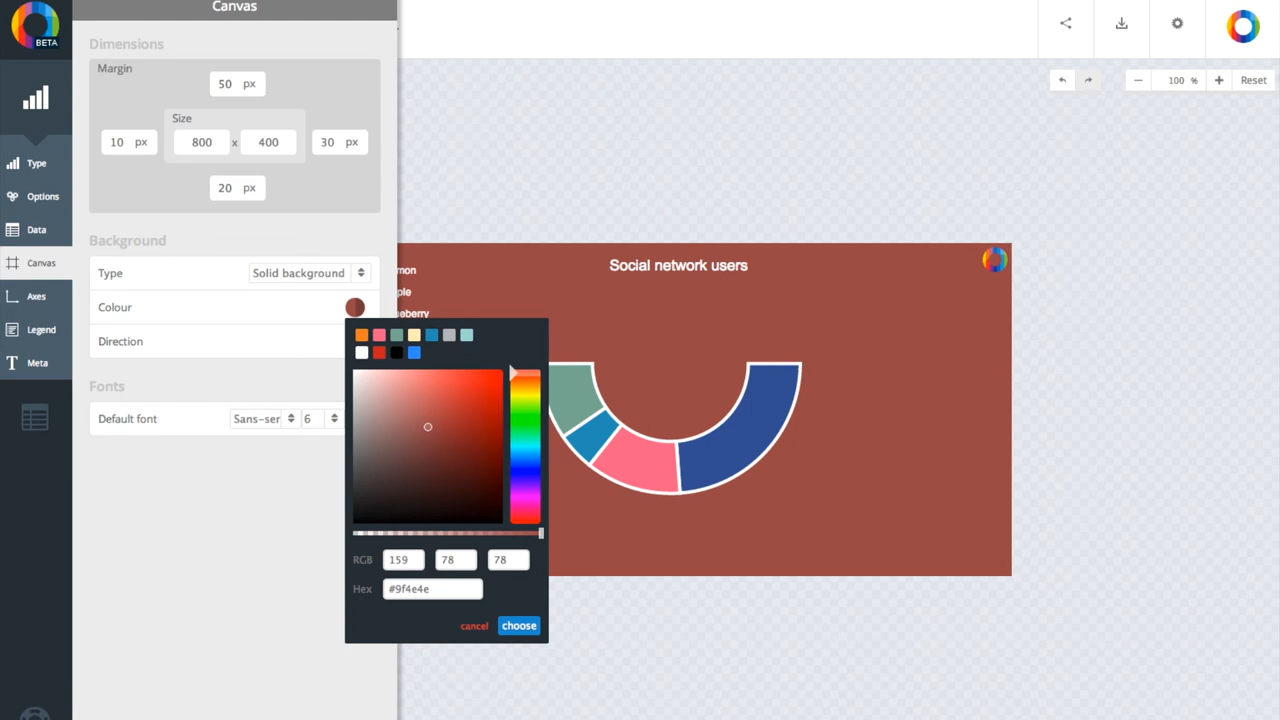 BETA
Type
Options
Data
Canvas
Axes
Legend
Meta
Canvas
Dimensions
Margin
50 px
Size
10 px
800 x 400
30 px
20 px
Background
Type Solid background
Colour
Direction
Fonts
Default font Sans-ser 6
RGB 159 78 78
Hex #9f4e4e
cancel choose
100 % Reset
Social network users
mon
ple
eberry